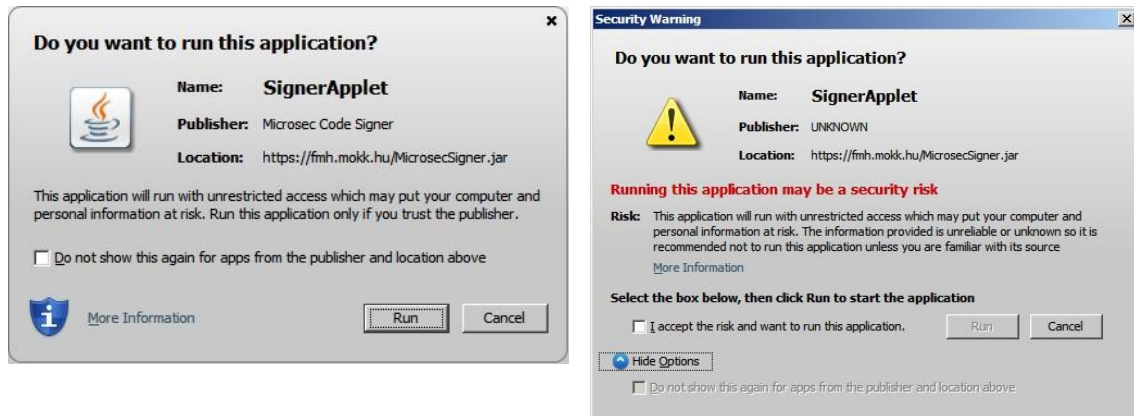 Do you want to run this application?
Name: SignerApplet
Publisher: Microsec Code Signer
Location: https://fmh.mokk.hu/MicrosecSigner.jar
This application will run with unrestricted access which may put your computer and
personal information at risk. Run this application only if you trust the publisher.
Do not show this again for apps from the publisher and location above
More Information
Run
Cancel
Security Warning
Do you want to run this application?
Name: SignerApplet
Publisher: UNKNOWN
Location: https://fmh.mokk.hu/MicrosecSigner.jar
Running this application may be a security risk
Risk: This application will run with unrestricted access which may put your computer and
personal information at risk. The information provided is unreliable or unknown so it is
recommended not to run this application unless you are familiar with its source
More Information
Select the box below, then click Run to start the application
I accept the risk and want to run this application.
Run
Cancel
Hide Options
Do not show this again for apps from the publisher and location above